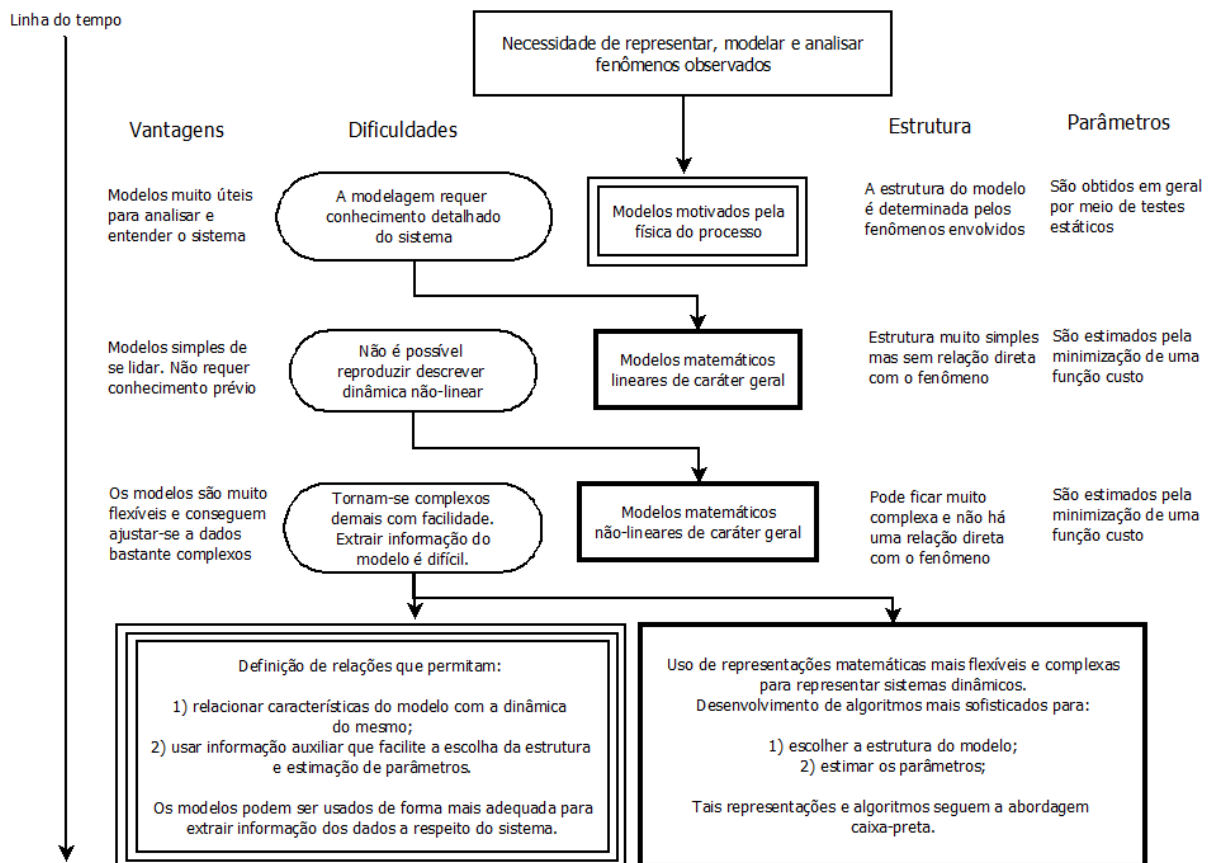 Linha do tempo
Necessidade de representar, modelar e analisar
fenômenos observados
Vantagens
Dificuldades
Estrutura
Parâmetros
Modelos muito úteis
para analisar e
entender o sistema
A modelagem requer
conhecimento detalhado
do sistema
Modelos motivados pela
física do processo
A estrutura do modelo
é determinada pelos
fenômenos envolvidos
São obtidos em geral
por meio de testes
estáticos
Modelos simples de
se lidar. Não requer
conhecimento prévio
Não é possível
reproduzir descrever
dinâmica não-linear
Modelos matemáticos
lineares de caráter geral
Estrutura muito simples
mas sem relação direta
com o fenômeno
São estimados pela
minimização de uma
função custo
Os modelos são muito
flexíveis e conseguem
ajustar-se a dados
bastante complexos
Tornam-se complexos
demais com facilidade.
Extrair informação do
modelo é difícil.
Modelos matemáticos
não-lineares de caráter geral
Pode ficar muito
complexa e não há
uma relação direta
com o fenômeno
São estimados pela
minimização de uma
função custo
Definição de relações que permitam:
1) relacionar características do modelo com a dinâmica
do mesmo;
2) usar informação auxiliar que facilite a escolha da estrutura
e estimação de parâmetros.
Os modelos podem ser usados de forma mais adequada para
extrair informação dos dados a respeito do sistema.
Uso de representações matemáticas mais flexíveis e complexas
para representar sistemas dinâmicos.
Desenvolvimento de algoritmos mais sofisticados para:
1) escolher a estrutura do modelo;
2) estimar os parâmetros;
Tais representações e algoritmos seguem a abordagem
caixa-preta.